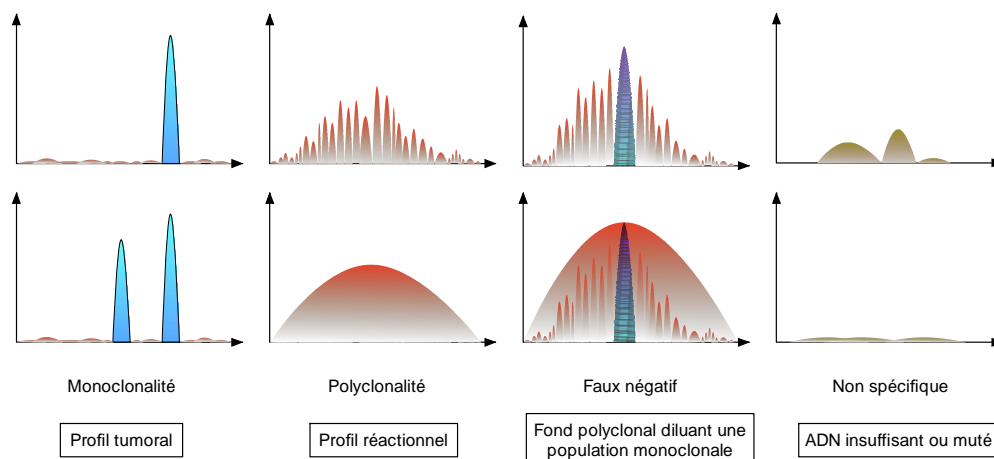 Monoclonalité
Polyclonalité
Faux négatif
Non spécifique
Profil tumoral
Profil réactionnel
Fond polyclonal diluant une
population monoclonale
ADN insuffisant ou muté